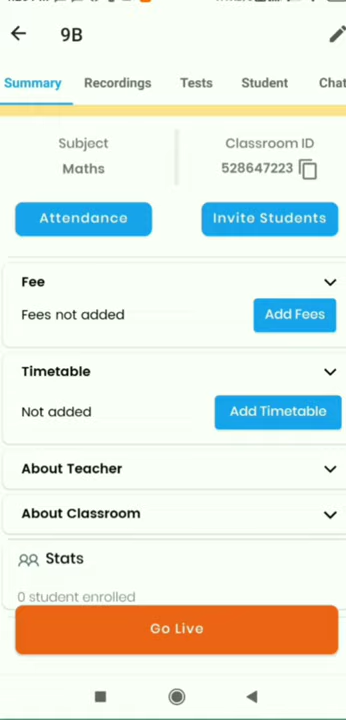 9B
Summary Recordings Tests Student Chat
Subject Classroom ID
Maths 528647223
Attendance Invite Students
Fee
Fees not added Add Fees
Timetable
Not added Add Timetable
About Teacher
About Classroom
Stats
0 student enrolled
Go Live